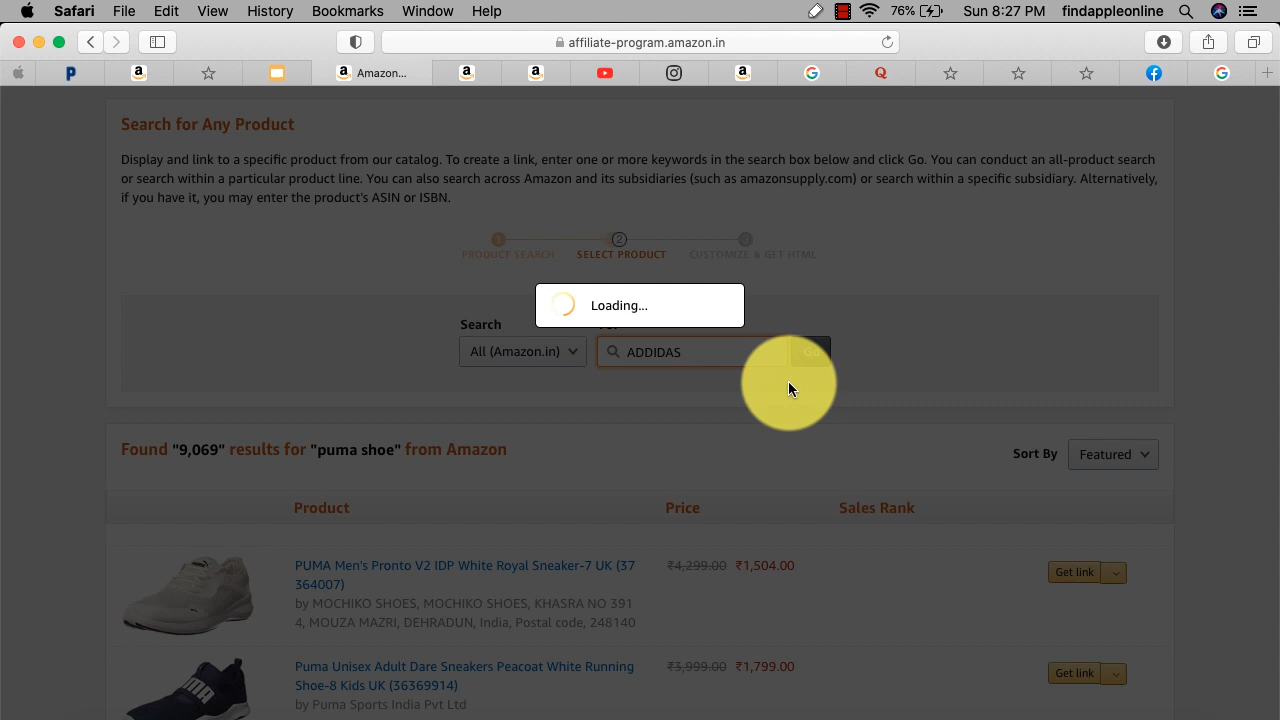 Safari File Edit View History Bookmarks Window Help 76% Sun 8:27 PM findappleonline
affiliate-program.amazon.in
Amazon...
Search for Any Product
Display and link to a specific product from our catalog. To create a link, enter one or more keywords in the search box below and click Go. You can conduct an all-product search
or search within a particular product line. You can also search across Amazon and its subsidiaries (such as amazonsupply.com) or search within a specific subsidiary. Alternatively,
if you have it, you may enter the product's ASIN or ISBN.
1 2 3
PRODUCT SEARCH SELECT PRODUCT CUSTOMIZE & GET HTML
Loading...
Search
All (Amazon.in) ADDIDAS Go
Found "9,069" results for "puma shoe" from Amazon
Sort By Featured
Product Price Sales Rank
PUMA Men's Pronto V2 IDP White Royal Sneaker-7 UK (37 ₹4,299.00 ₹1,504.00 Get link
364007)
by MOCHIKO SHOES, MOCHIKO SHOES, KHASRA NO 391
4, MOUZA MAZRI, DEHRADUN, India, Postal code, 248140
Puma Unisex Adult Dare Sneakers Peacoat White Running ₹3,999.00 ₹1,799.00 Get link
Shoe-8 Kids UK (36369914)
by Puma Sports India Pvt Ltd
PUMA